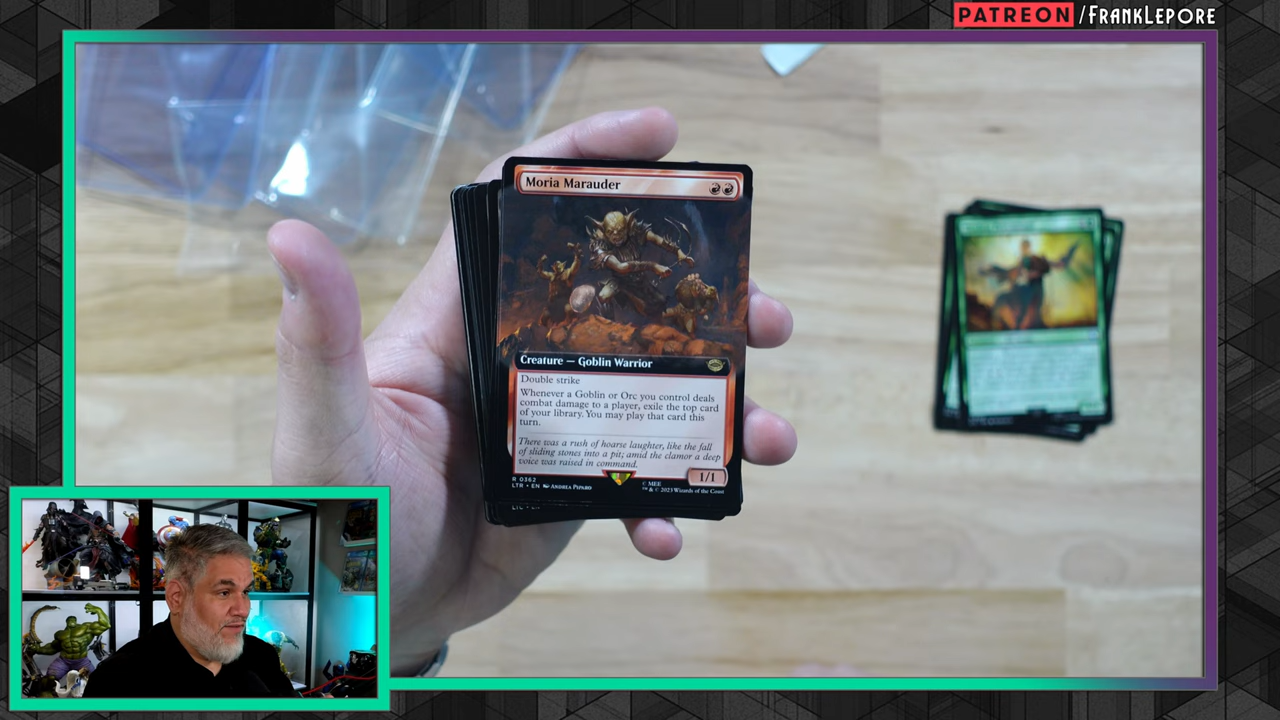 PATREON /FRANKLEPORE
Moria Marauder
Creature — Goblin Warrior
Double strike
Whenever a Goblin or Orc you control deals
combat damage to a player, exile the top card
of your library. You may play that card this
turn.
There was a rush of hoarse laughter, like the fall
of sliding stones into a pit; amid the clamor a deep
voice was raised in command.
1/1
R 0362
LTR • EN ANDREA PIPARO
© MEE
™ & © 2023 Wizards of the Coast